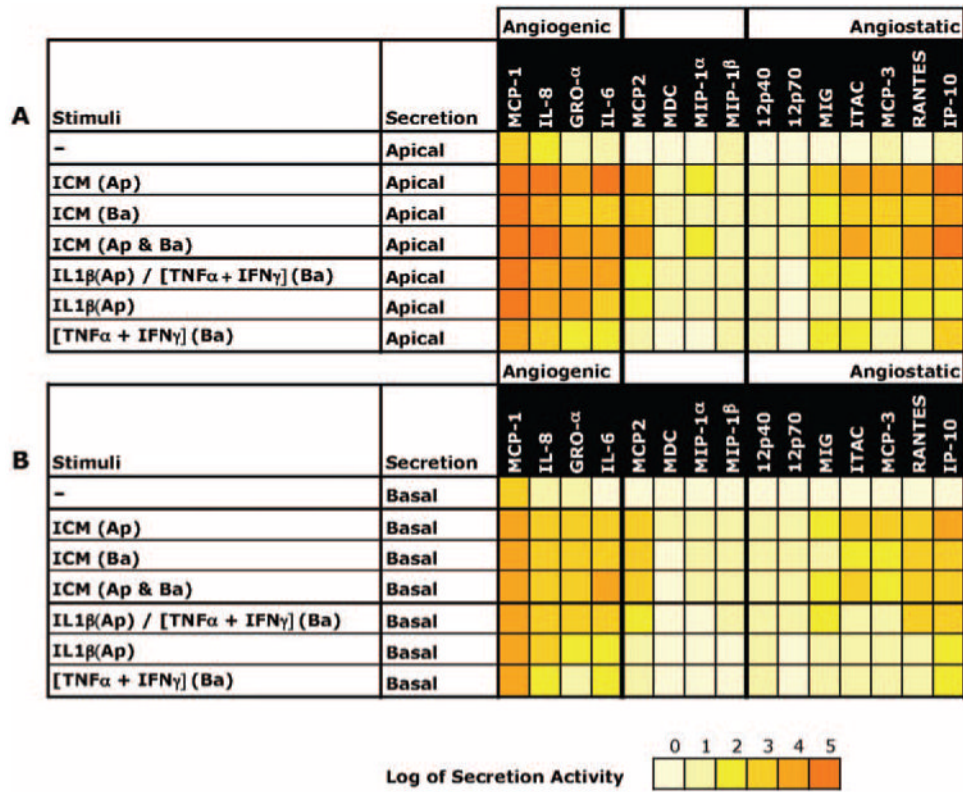 Angiogenic Angiostatic
A Stimuli Secretion MCP-1 IL-8 GRO-α IL-6 MCP2 MDC MIP-1α MIP-1β 12p40 12p70 MIG ITAC MCP-3 RANTES IP-10
– Apical
ICM (Ap) Apical
ICM (Ba) Apical
ICM (Ap & Ba) Apical
IL1β(Ap) / [TNFα + IFNγ] (Ba) Apical
IL1β(Ap) Apical
[TNFα + IFNγ] (Ba) Apical
Angiogenic Angiostatic
B Stimuli Secretion MCP-1 IL-8 GRO-α IL-6 MCP2 MDC MIP-1α MIP-1β 12p40 12p70 MIG ITAC MCP-3 RANTES IP-10
– Basal
ICM (Ap) Basal
ICM (Ba) Basal
ICM (Ap & Ba) Basal
IL1β(Ap) / [TNFα + IFNγ] (Ba) Basal
IL1β(Ap) Basal
[TNFα + IFNγ] (Ba) Basal
0 1 2 3 4 5
Log of Secretion Activity